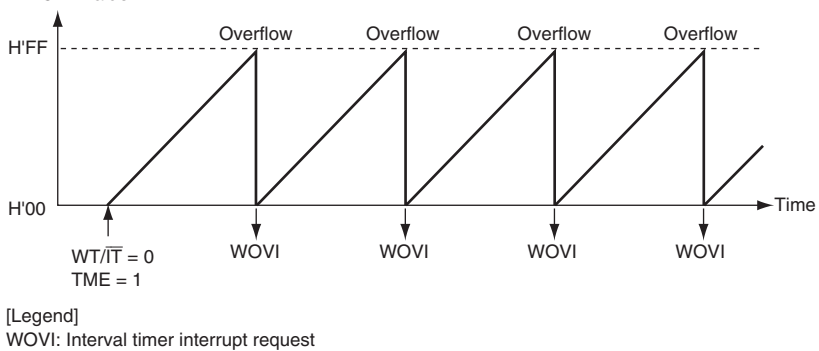 Overflow Overflow Overflow Overflow
H'FF
H'00
Time
WT/I̅T̅ = 0
TME = 1
WOVI WOVI WOVI WOVI
[Legend]
WOVI: Interval timer interrupt request